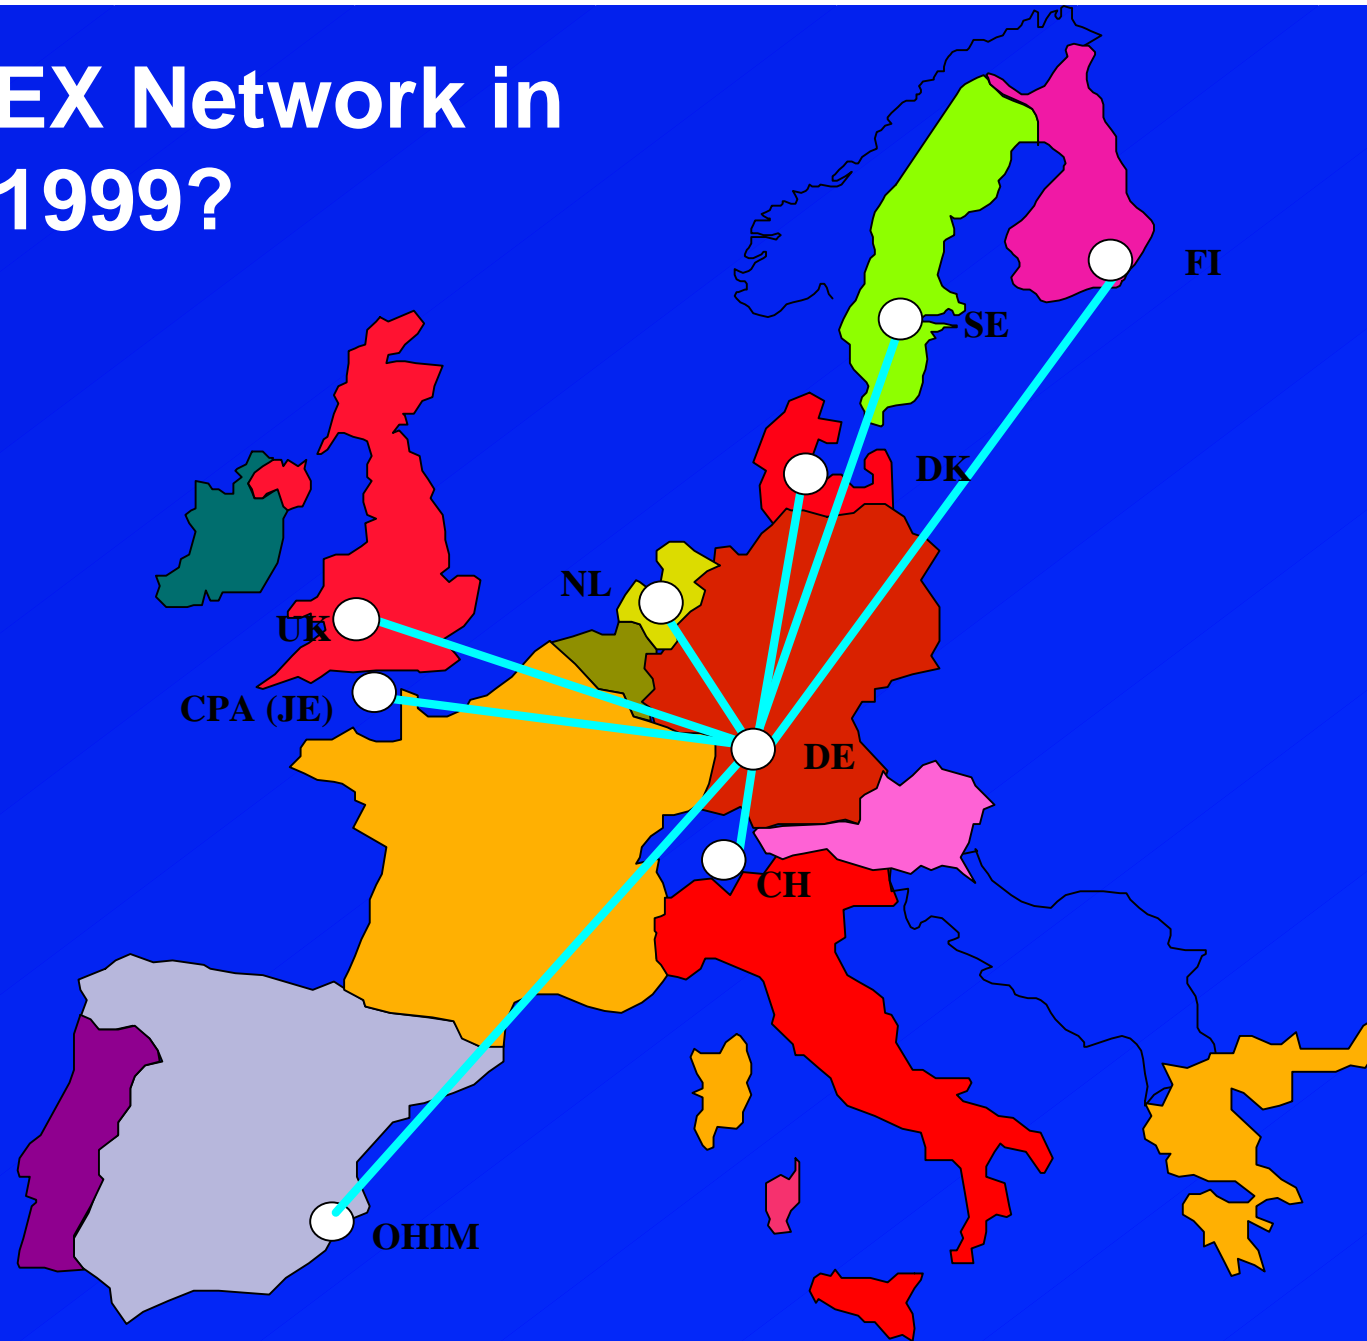 EX Network in
1999?
FI
SE
DK
NL
UK
CPA (JE)
DE
CH
OHIM